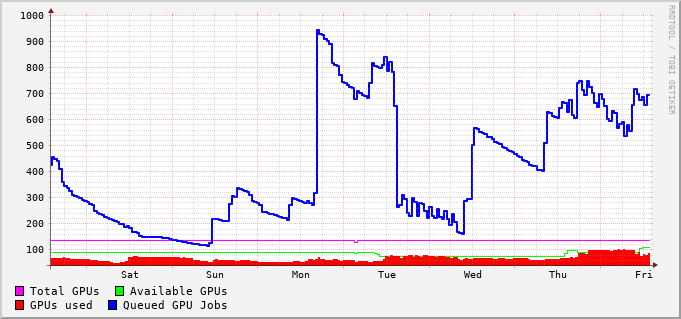 1000
900
800
700
600
500
400
300
200
100
Sat Sun Mon Tue Wed Thu Fri
Total GPUs Available GPUs
GPUs used Queued GPU Jobs
RRDTOOL / TOBI OETIKER